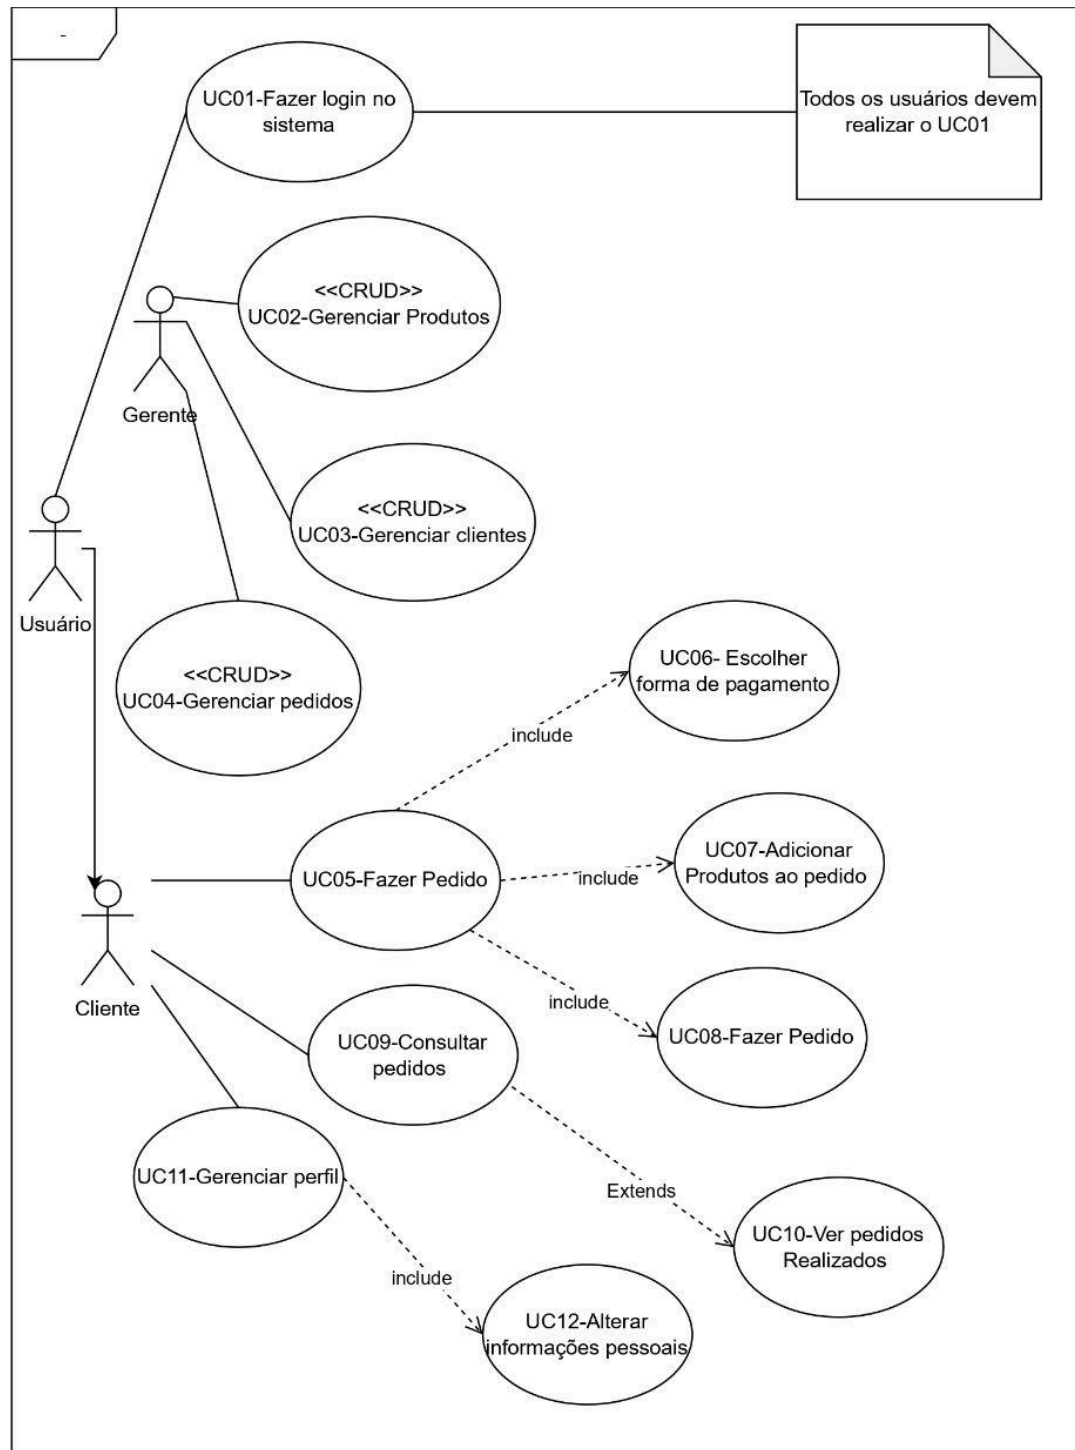 -
UC01-Fazer login no
sistema
Todos os usuários devem
realizar o UC01
<<CRUD>>
UC02-Gerenciar Produtos
Gerente
<<CRUD>>
UC03-Gerenciar clientes
Usuário
<<CRUD>>
UC04-Gerenciar pedidos
UC06- Escolher
forma de pagamento
include
UC05-Fazer Pedido
include
UC07-Adicionar
Produtos ao pedido
Cliente
include
UC08-Fazer Pedido
UC09-Consultar
pedidos
UC11-Gerenciar perfil
Extends
UC10-Ver pedidos
Realizados
include
UC12-Alterar
informações pessoais